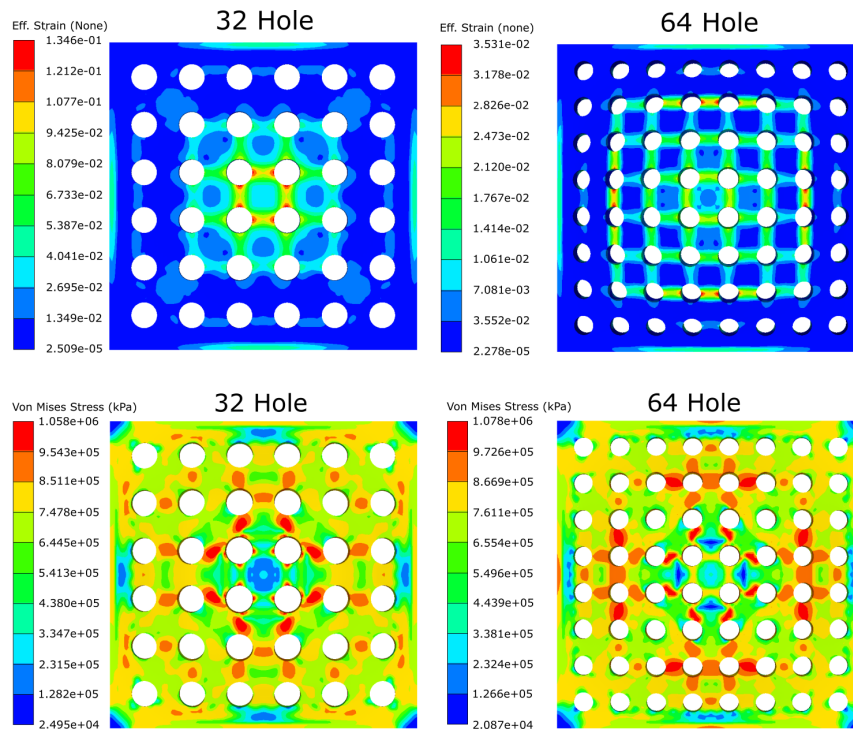 32 Hole
Eff. Strain (None)
1.346e-01
1.212e-01
1.077e-01
9.425e-02
8.079e-02
6.733e-02
5.387e-02
4.041e-02
2.695e-02
1.349e-02
2.509e-05
64 Hole
Eff. Strain (none)
3.531e-02
3.178e-02
2.826e-02
2.473e-02
2.120e-02
1.767e-02
1.414e-02
1.061e-02
7.081e-03
3.552e-02
2.278e-05
32 Hole
Von Mises Stress (kPa)
1.058e+06
9.543e+05
8.511e+05
7.478e+05
6.445e+05
5.413e+05
4.380e+05
3.347e+05
2.315e+05
1.282e+05
2.495e+04
64 Hole
Von Mises Stress (kPa)
1.078e+06
9.726e+05
8.669e+05
7.611e+05
6.554e+05
5.496e+05
4.439e+05
3.381e+05
2.324e+05
1.266e+05
2.087e+04